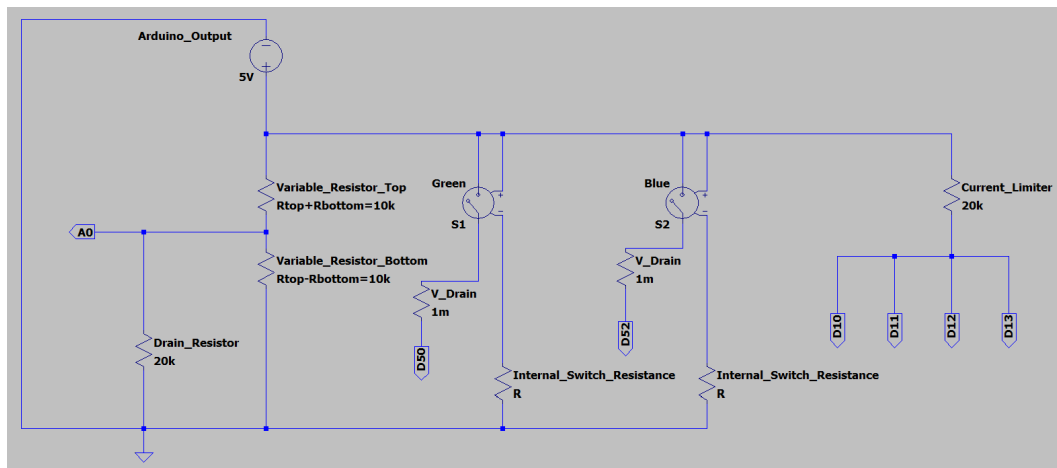 Arduino_Output
5V
Variable_Resistor_Top
Rtop+Rbottom=10k
A0
Variable_Resistor_Bottom
Rtop-Rbottom=10k
Drain_Resistor
20k
Green
S1
V_Drain
1m
D50
Internal_Switch_Resistance
R
Blue
S2
V_Drain
1m
D52
Internal_Switch_Resistance
R
Current_Limiter
20k
D10
D11
D12
D13